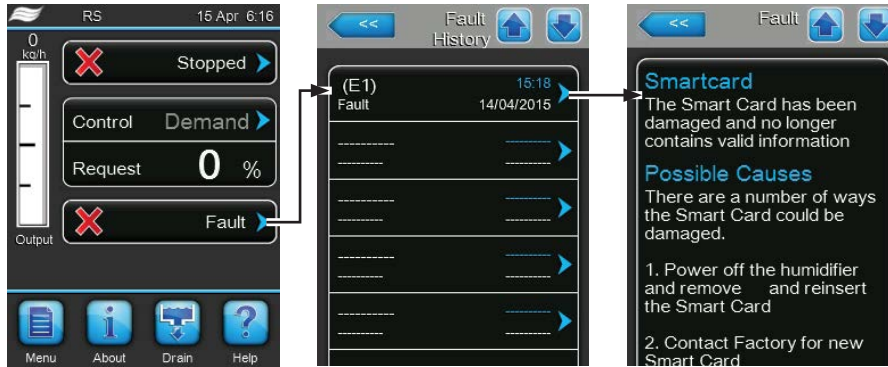 RS 15 Apr 6:16
0
kg/h
Stopped
Control Demand
Request 0 %
Fault
Output
Menu About Drain Help
<< Fault
History
(E1) 15:18
Fault 14/04/2015
---------- ----------
---------- ----------
---------- ----------
---------- ----------
---------- ----------
---------- ----------
<< Fault
Smartcard
The Smart Card has been
damaged and no longer
contains valid information
Possible Causes
There are a number of ways
the Smart Card could be
damaged.
1. Power off the humidifier
and remove and reinsert
the Smart Card
2. Contact Factory for new
Smart Card